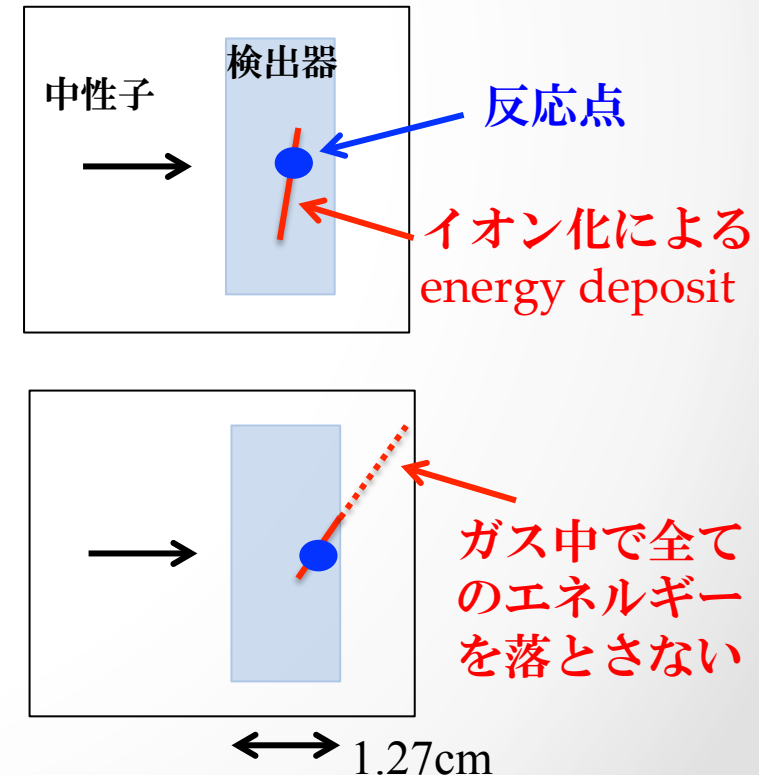 検出器
中性子
反応点
イオン化による
energy deposit
ガス中で全て
のエネルギー
を落とさない
1.27cm